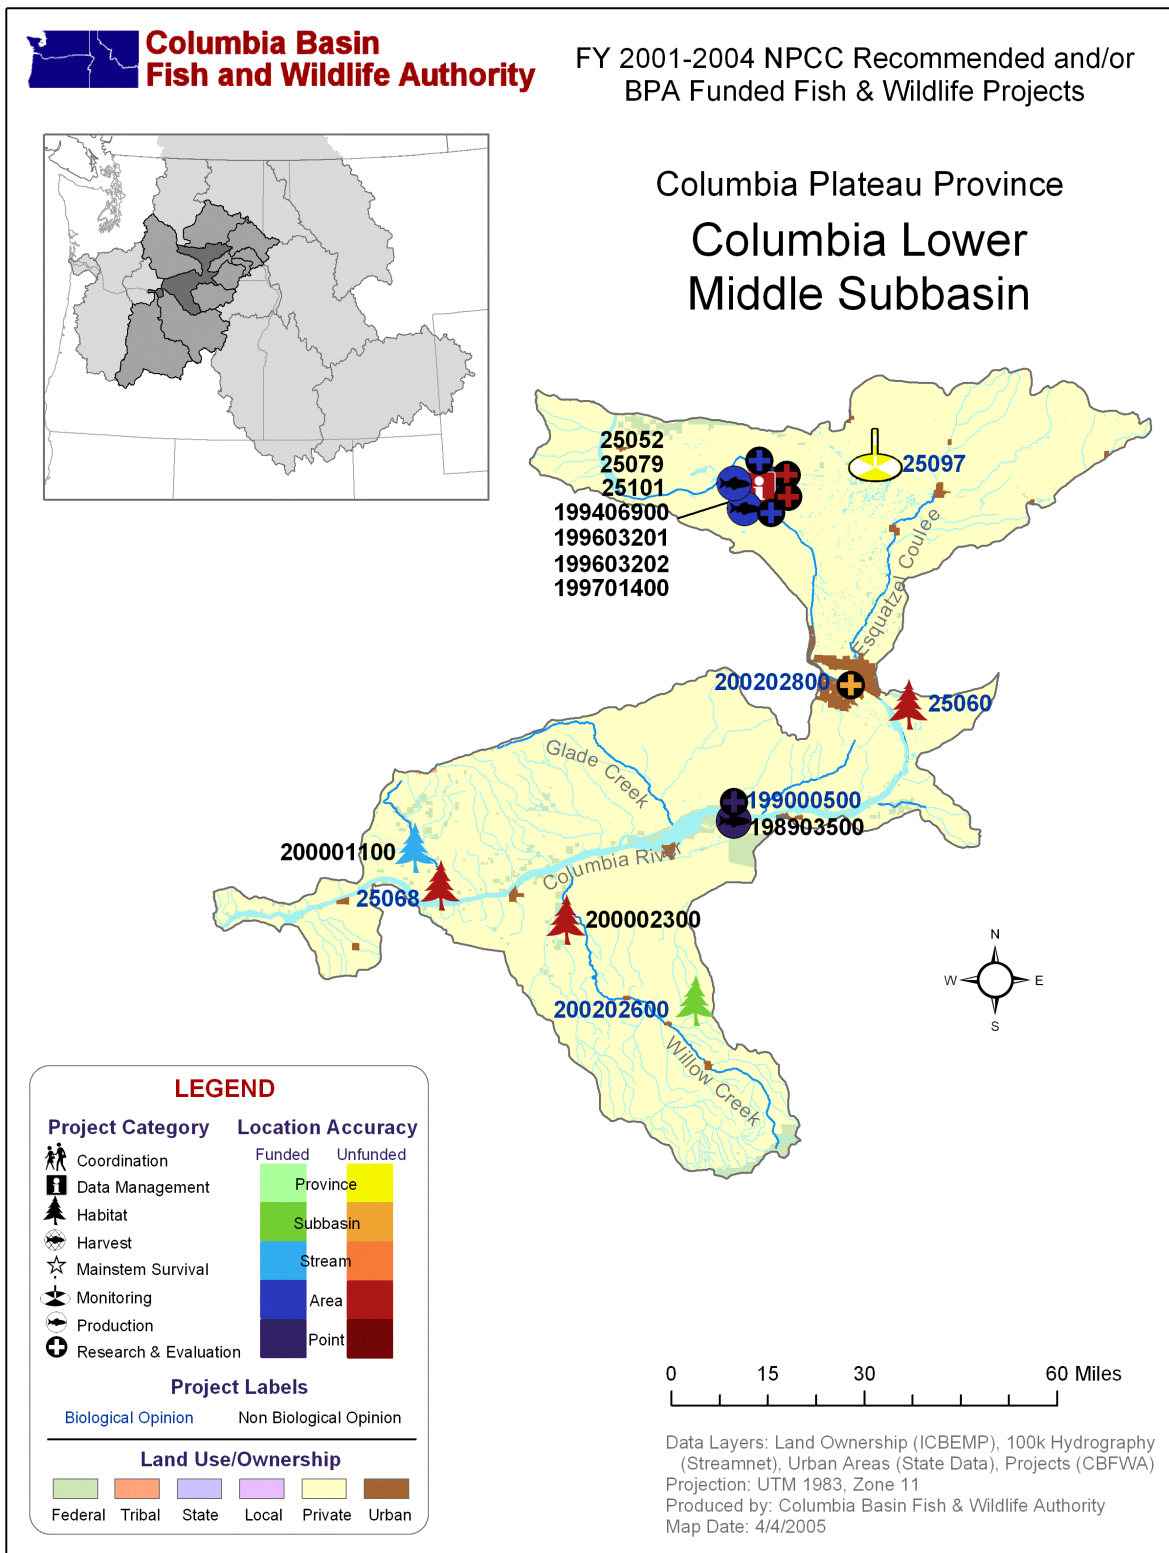 Columbia Basin
Fish and Wildlife Authority
FY 2001-2004 NPCC Recommended and/or
BPA Funded Fish & Wildlife Projects
Columbia Plateau Province
Columbia Lower
Middle Subbasin
25052
25079
25101
199406900
199603201
199603202
199701400
25097
Esquatzel Coulee
200202800
25060
Glade Creek
199000500
198903500
200001100
Columbia River
25068
200002300
200202600
Willow Creek
N
W
E
S
LEGEND
Project Category
Coordination
Data Management
Habitat
Harvest
Mainstem Survival
Monitoring
Production
Research & Evaluation
Location Accuracy
Funded Unfunded
Province
Subbasin
Stream
Area
Point
Project Labels
Biological Opinion Non Biological Opinion
Land Use/Ownership
Federal Tribal State Local Private Urban
0 15 30 60 Miles
Data Layers: Land Ownership (ICBEMP), 100k Hydrography
(Streamnet), Urban Areas (State Data), Projects (CBFWA)
Projection: UTM 1983, Zone 11
Produced by: Columbia Basin Fish & Wildlife Authority
Map Date: 4/4/2005